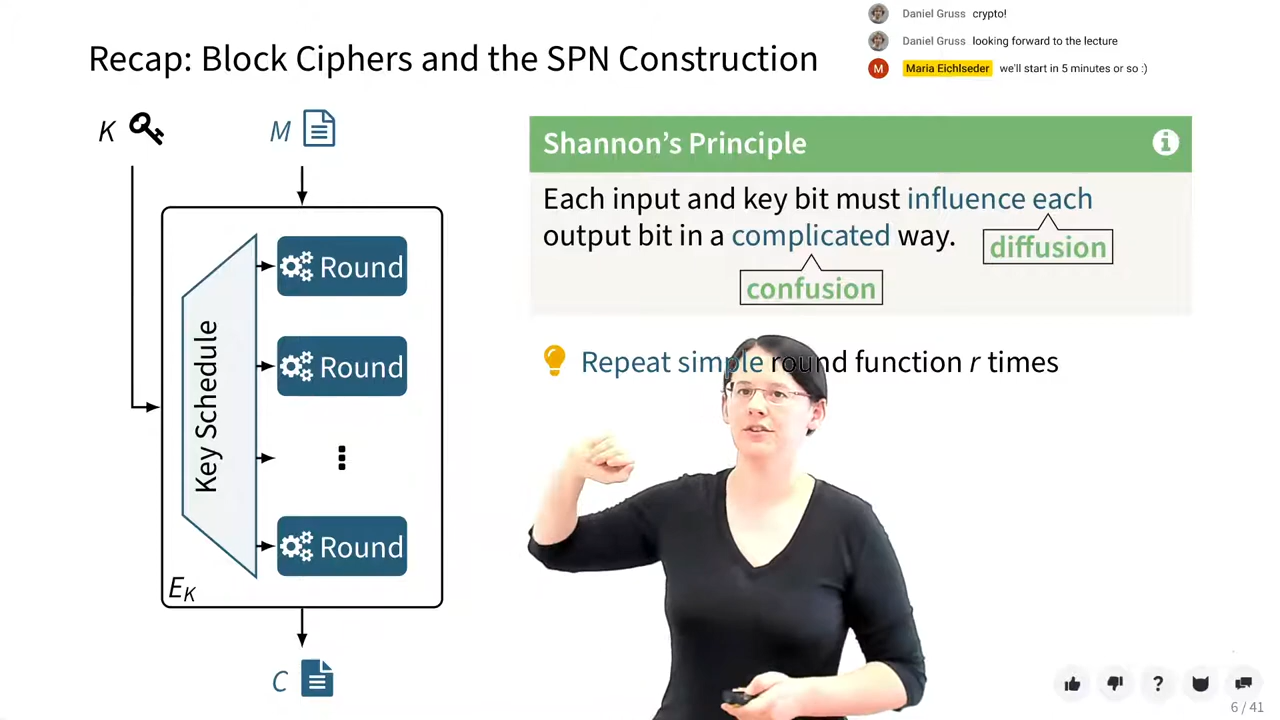 Daniel Gruss crypto!
Daniel Gruss looking forward to the lecture
M Maria Eichlseder we'll start in 5 minutes or so :)
Recap: Block Ciphers and the SPN Construction
K
M
Key Schedule
Round
Round
Round
E_K
C
Shannon's Principle
Each input and key bit must influence each
output bit in a complicated way.
diffusion
confusion
Repeat simple round function r times
6 / 41